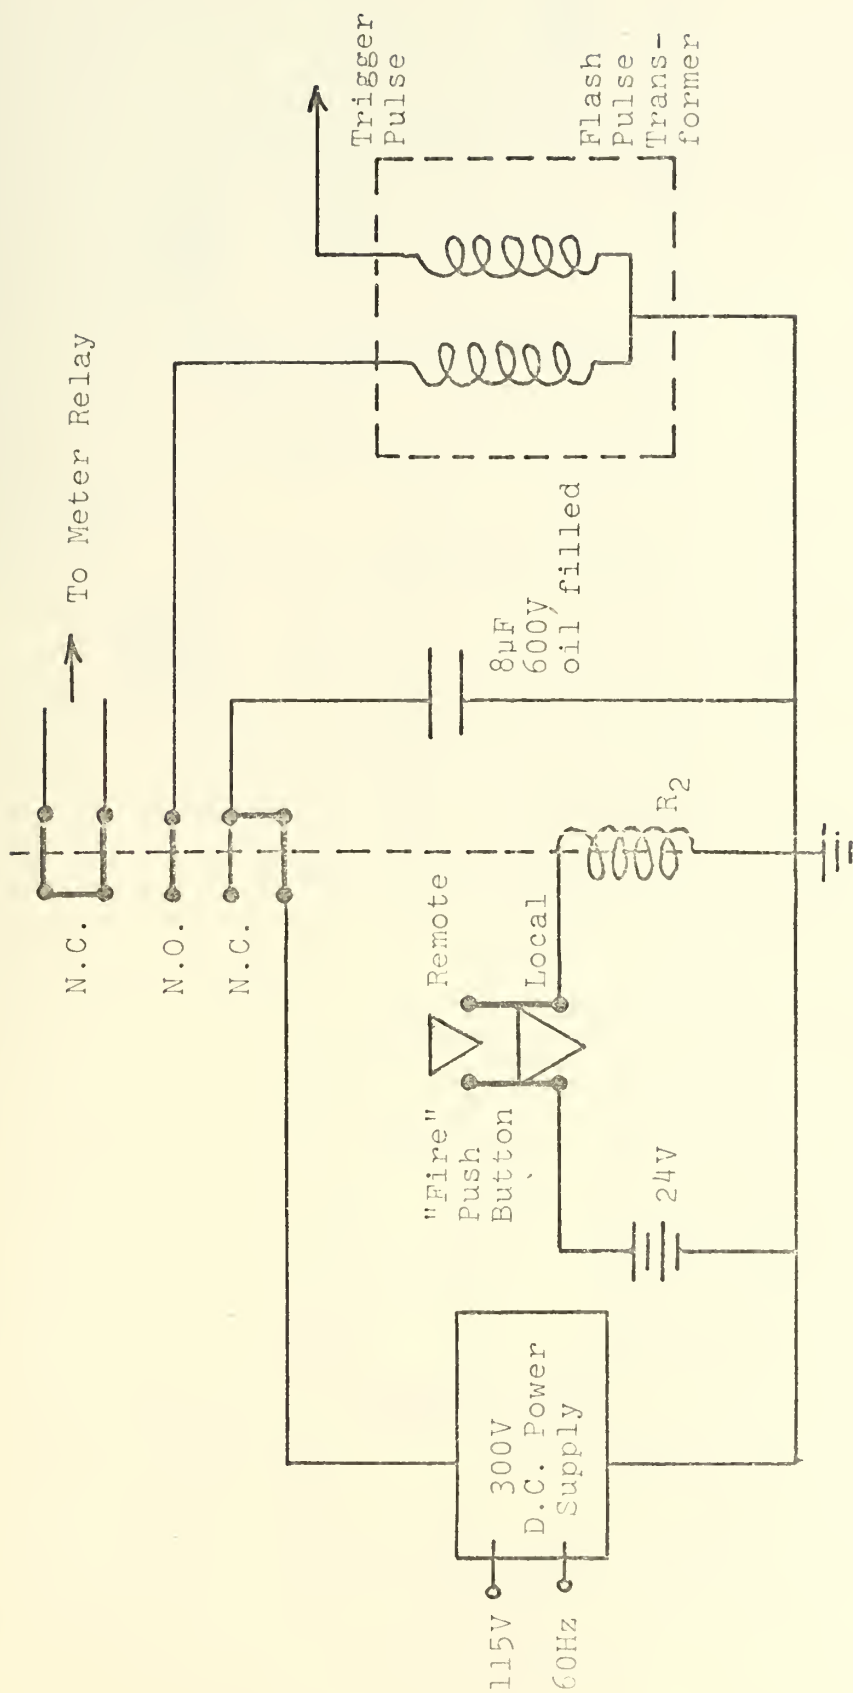 To Meter Relay
N.C.
N.O.
N.C.
Trigger
Pulse
Flash
Pulse
Trans-
former
8µF
600V
oil filled
Remote
Local
R2
"Fire"
Push
Button
24V
300V
D.C. Power
Supply
115V
60Hz